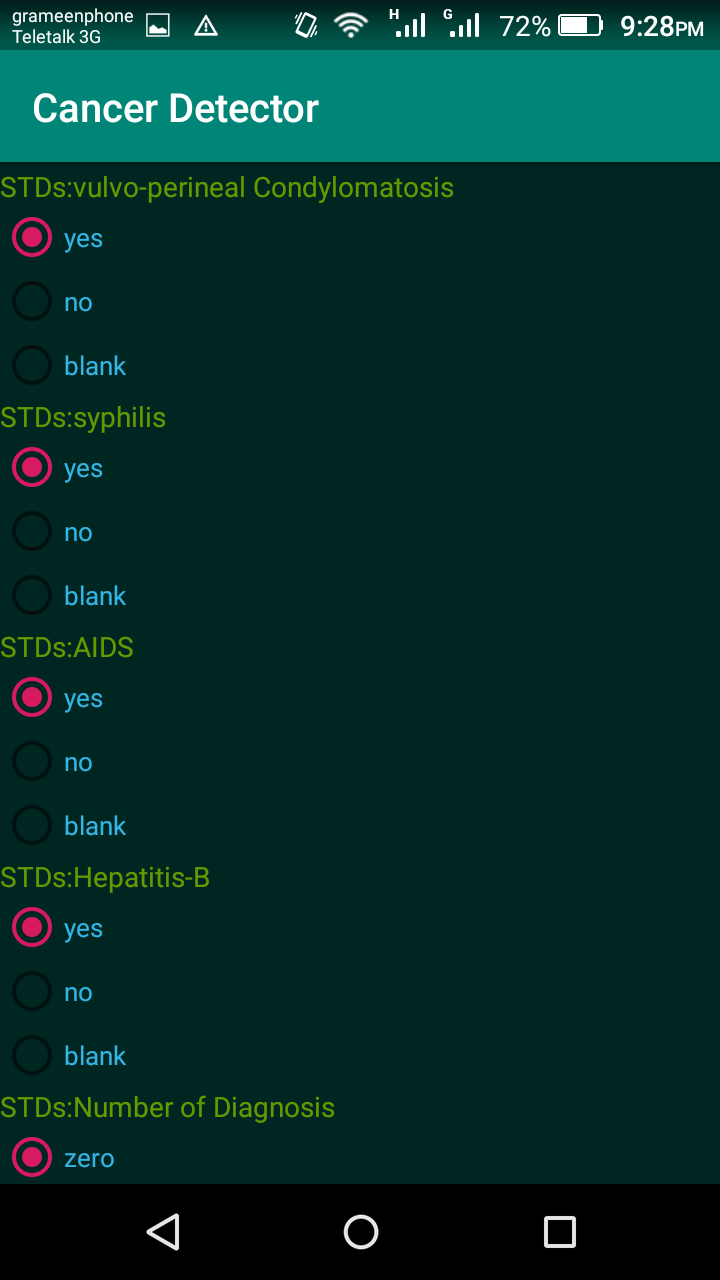 grameenphone
Teletalk 3G
H G 72% 9:28PM
Cancer Detector
STDs:vulvo-perineal Condylomatosis
yes
no
blank
STDs:syphilis
yes
no
blank
STDs:AIDS
yes
no
blank
STDs:Hepatitis-B
yes
no
blank
STDs:Number of Diagnosis
zero